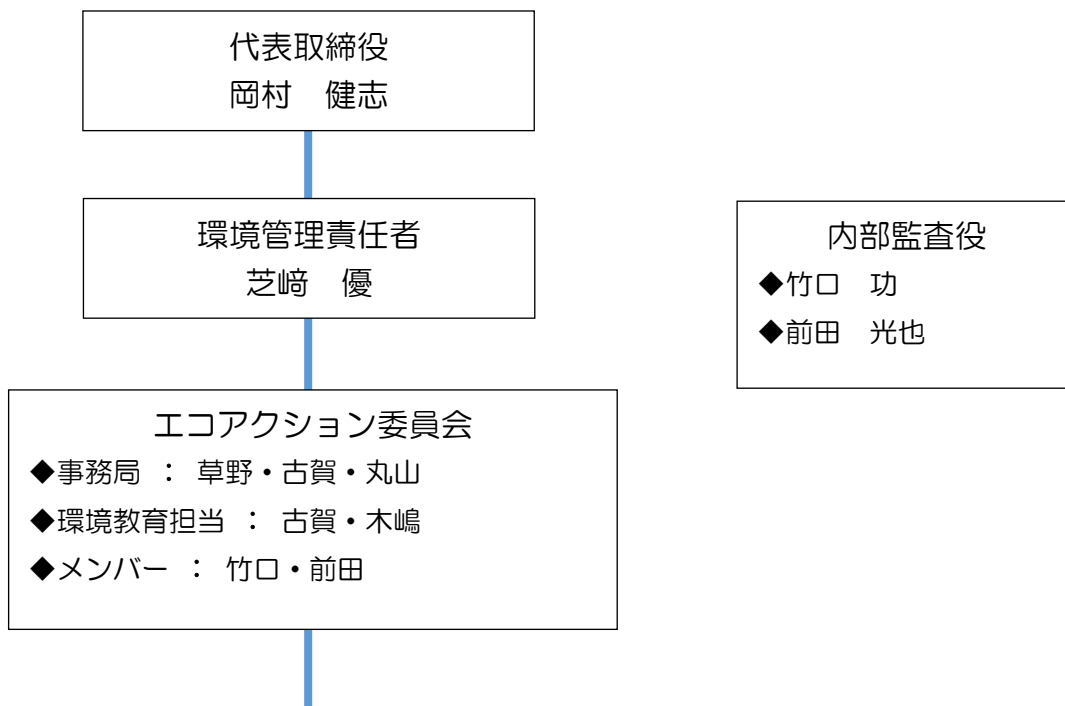 代表取締役
岡村　健志
環境管理責任者
芝﨑　優
内部監査役
◆竹口　功
◆前田　光也
エコアクション委員会
◆事務局 ： 草野・古賀・丸山
◆環境教育担当 ： 古賀・木嶋
◆メンバー ： 竹口・前田